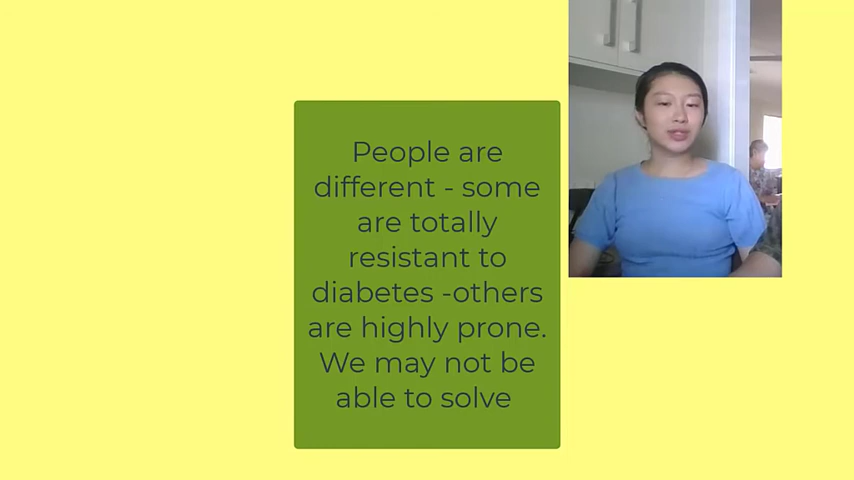 People are
different - some
are totally
resistant to
diabetes -others
are highly prone.
We may not be
able to solve